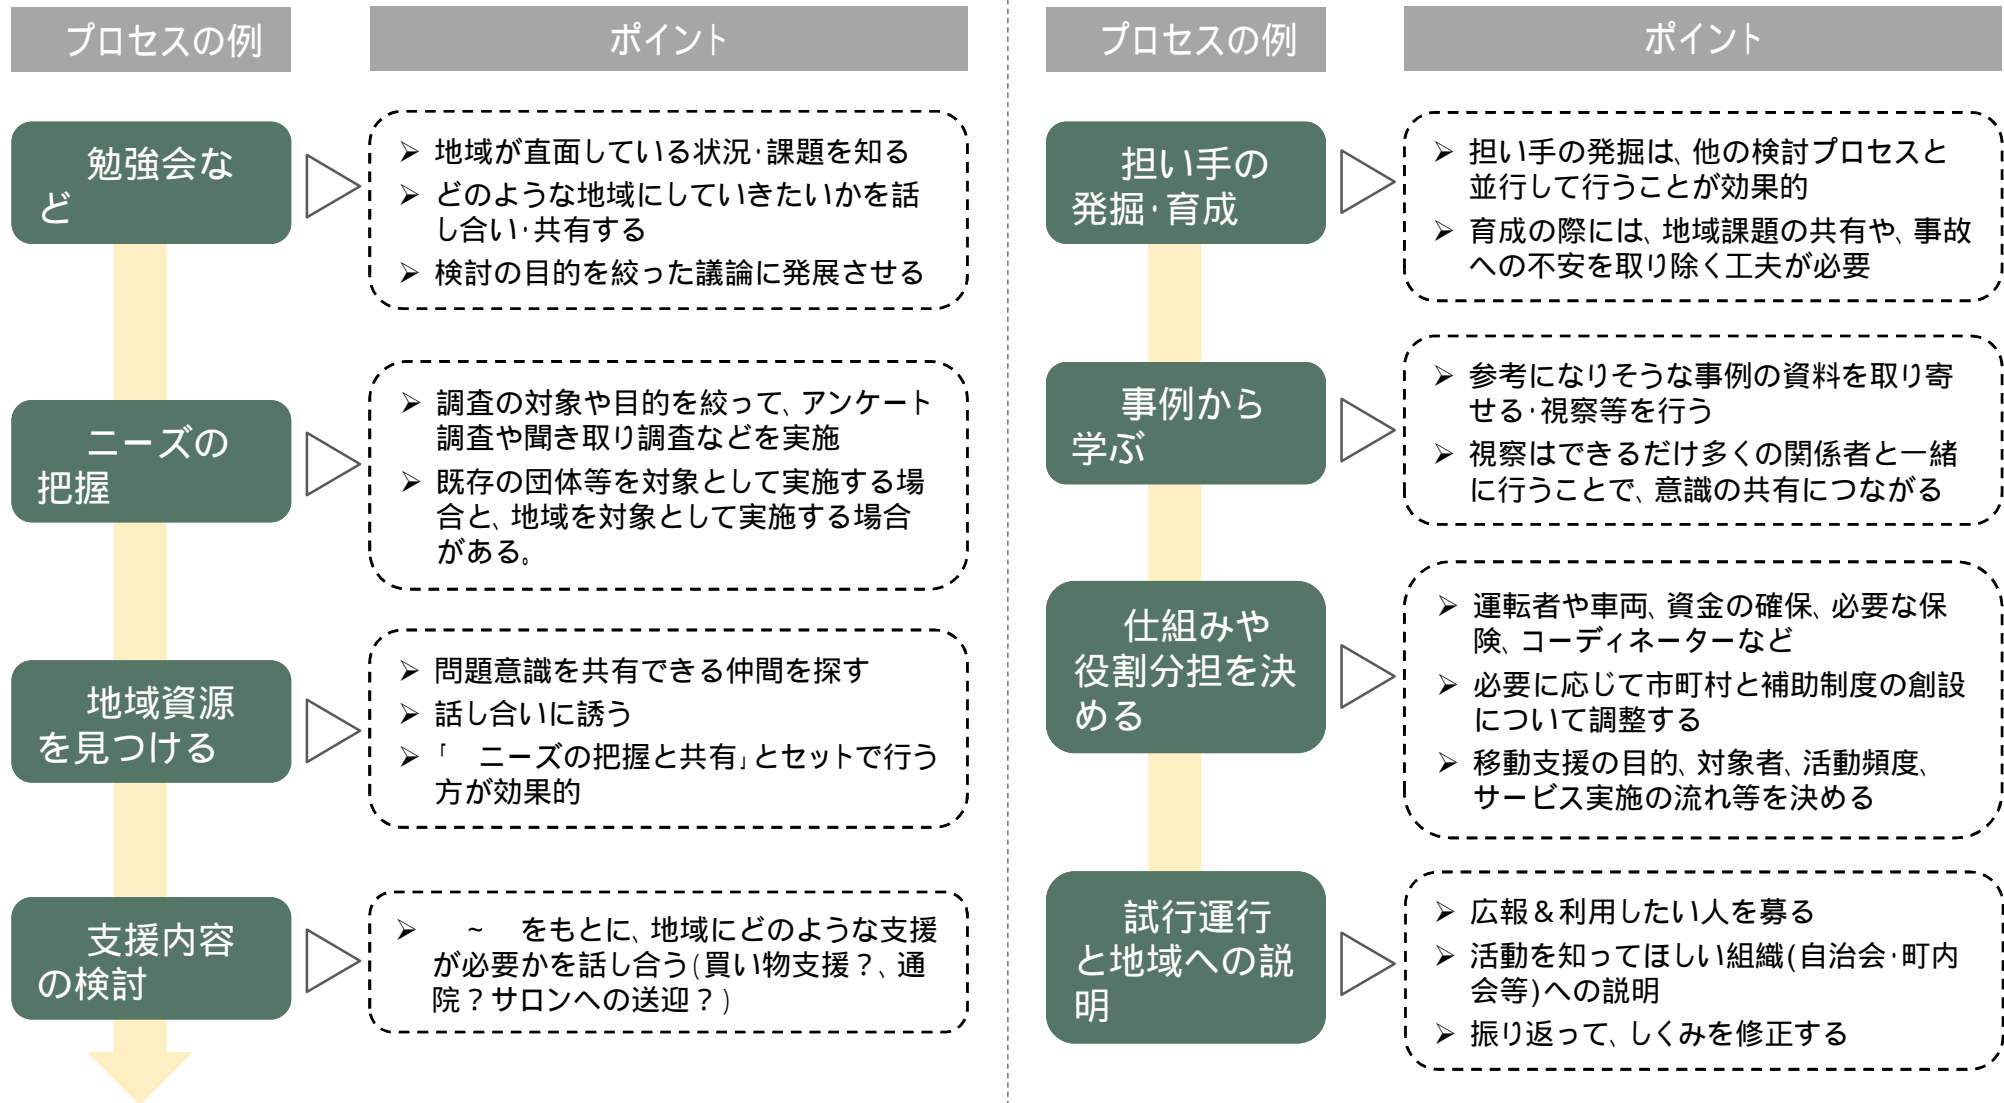 プロセスの例
ポイント
勉強会な
ど
➢ 地域が直面している状況・課題を知る
➢ どのような地域にしていきたいかを話
し合い・共有する
➢ 検討の目的を絞った議論に発展させる
ニーズの
把握
➢ 調査の対象や目的を絞って、アンケート
調査や聞き取り調査などを実施
➢ 既存の団体等を対象として実施する場
合と、地域を対象として実施する場合
がある。
地域資源
を見つける
➢ 問題意識を共有できる仲間を探す
➢ 話し合いに誘う
➢ 「　ニーズの把握と共有」とセットで行う
方が効果的
支援内容
の検討
➢ 　~　をもとに、地域にどのような支援
が必要かを話し合う(買い物支援？、通
院？サロンへの送迎？)
プロセスの例
ポイント
担い手の
発掘・育成
➢ 担い手の発掘は、他の検討プロセスと
並行して行うことが効果的
➢ 育成の際には、地域課題の共有や、事故
への不安を取り除く工夫が必要
事例から
学ぶ
➢ 参考になりそうな事例の資料を取り寄
せる・視察等を行う
➢ 視察はできるだけ多くの関係者と一緒
に行うことで、意識の共有につながる
仕組みや
役割分担を決
める
➢ 運転者や車両、資金の確保、必要な保
険、コーディネーターなど
➢ 必要に応じて市町村と補助制度の創設
について調整する
➢ 移動支援の目的、対象者、活動頻度、
サービス実施の流れ等を決める
試行運行
と地域への説
明
➢ 広報＆利用したい人を募る
➢ 活動を知ってほしい組織(自治会・町内
会等)への説明
➢ 振り返って、しくみを修正する